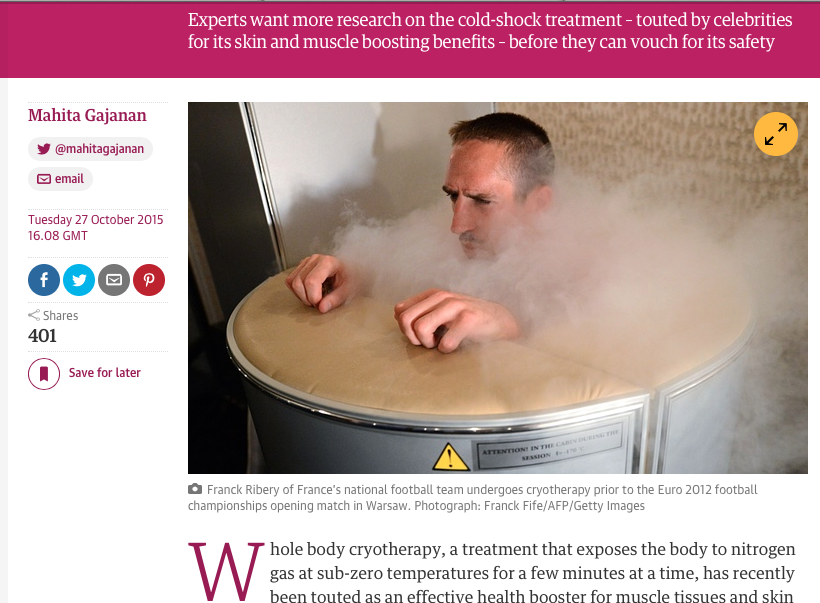 Experts want more research on the cold-shock treatment – touted by celebrities
for its skin and muscle boosting benefits – before they can vouch for its safety
Mahita Gajanan
@mahitagajanan
email
Tuesday 27 October 2015
16.08 GMT
Shares
401
Save for later
ATTENTION! IN THE CABIN DURING THE
SESSION
Franck Ribery of France's national football team undergoes cryotherapy prior to the Euro 2012 football
championships opening match in Warsaw. Photograph: Franck Fife/AFP/Getty Images
Whole body cryotherapy, a treatment that exposes the body to nitrogen
gas at sub-zero temperatures for a few minutes at a time, has recently
been touted as an effective health booster for muscle tissues and skin